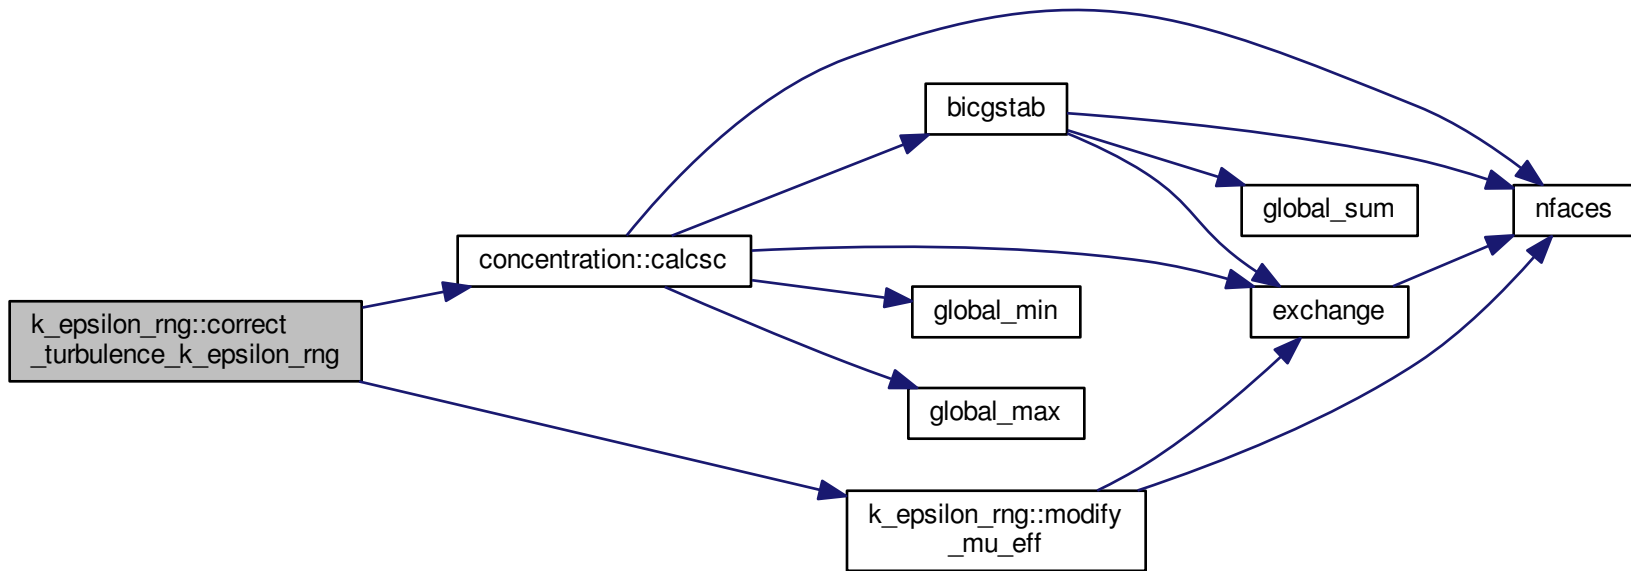 k_epsilon_rng::correct
_turbulence_k_epsilon_rng
concentration::calcsc
bicgstab
global_sum
nfaces
exchange
global_min
global_max
k_epsilon_rng::modify
_mu_eff